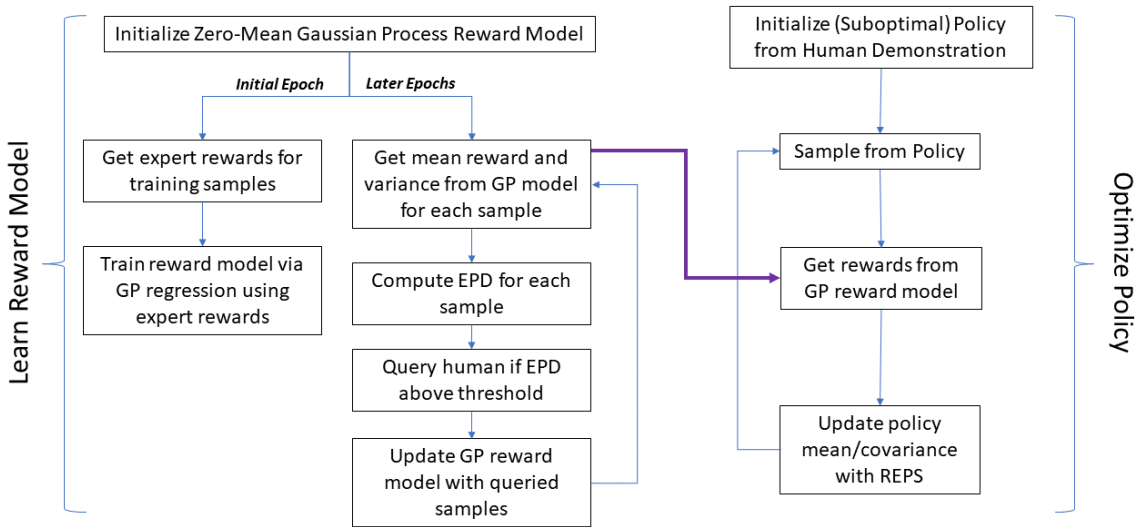 Learn Reward Model
Initialize Zero-Mean Gaussian Process Reward Model
Initial Epoch
Later Epochs
Get expert rewards for
training samples
Train reward model via
GP regression using
expert rewards
Get mean reward and
variance from GP model
for each sample
Compute EPD for each
sample
Query human if EPD
above threshold
Update GP reward
model with queried
samples
Initialize (Suboptimal) Policy
from Human Demonstration
Sample from Policy
Get rewards from
GP reward model
Update policy
mean/covariance
with REPS
Optimize Policy